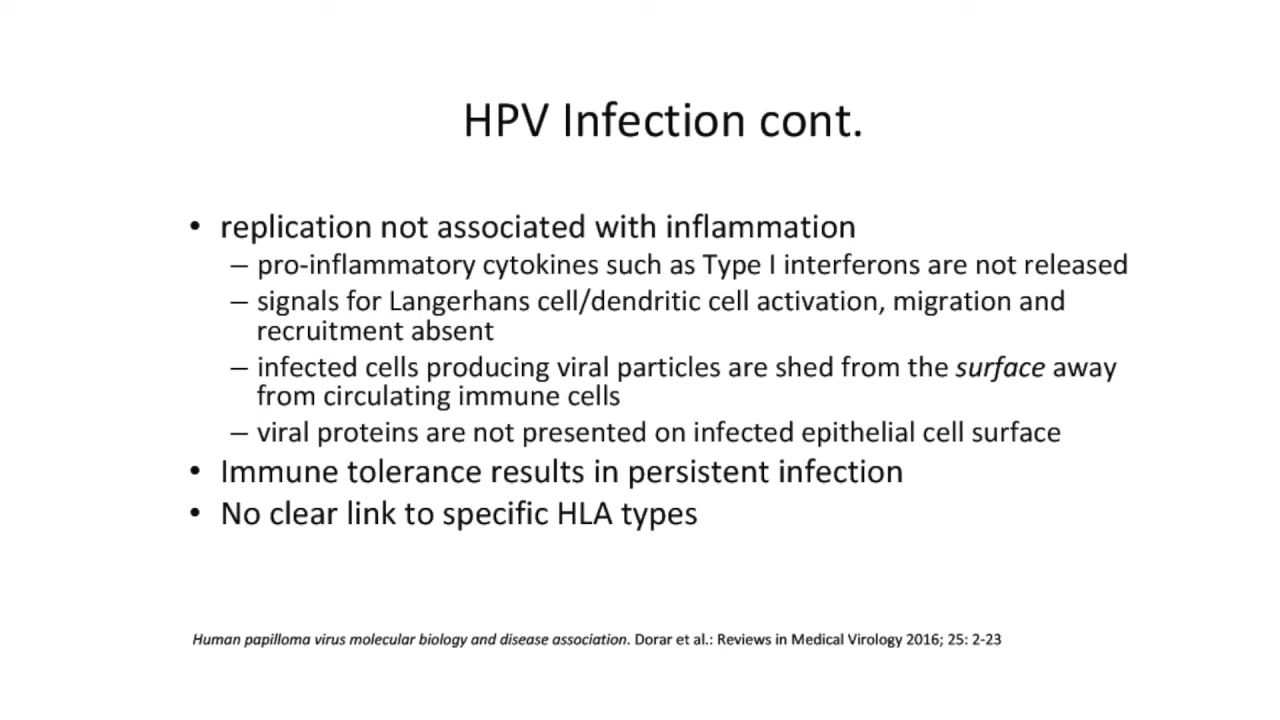 HPV Infection cont.
• replication not associated with inflammation
– pro-inflammatory cytokines such as Type I interferons are not released
– signals for Langerhans cell/dendritic cell activation, migration and
recruitment absent
– infected cells producing viral particles are shed from the surface away
from circulating immune cells
– viral proteins are not presented on infected epithelial cell surface
• Immune tolerance results in persistent infection
• No clear link to specific HLA types
Human papilloma virus molecular biology and disease association. Dorar et al.: Reviews in Medical Virology 2016; 25: 2-23